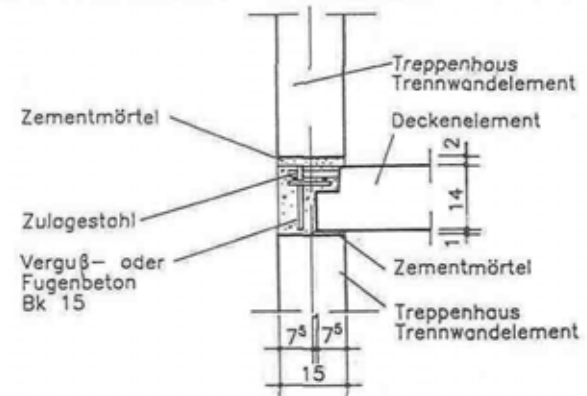 Treppenhaus
Trennwandelement
Zementmörtel
Deckenelement
2
14
1
Zulagestahl
Verguß- oder
Fugenbeton
Bk 15
Zementmörtel
Treppenhaus
Trennwandelement
7⁵ 7⁵
15